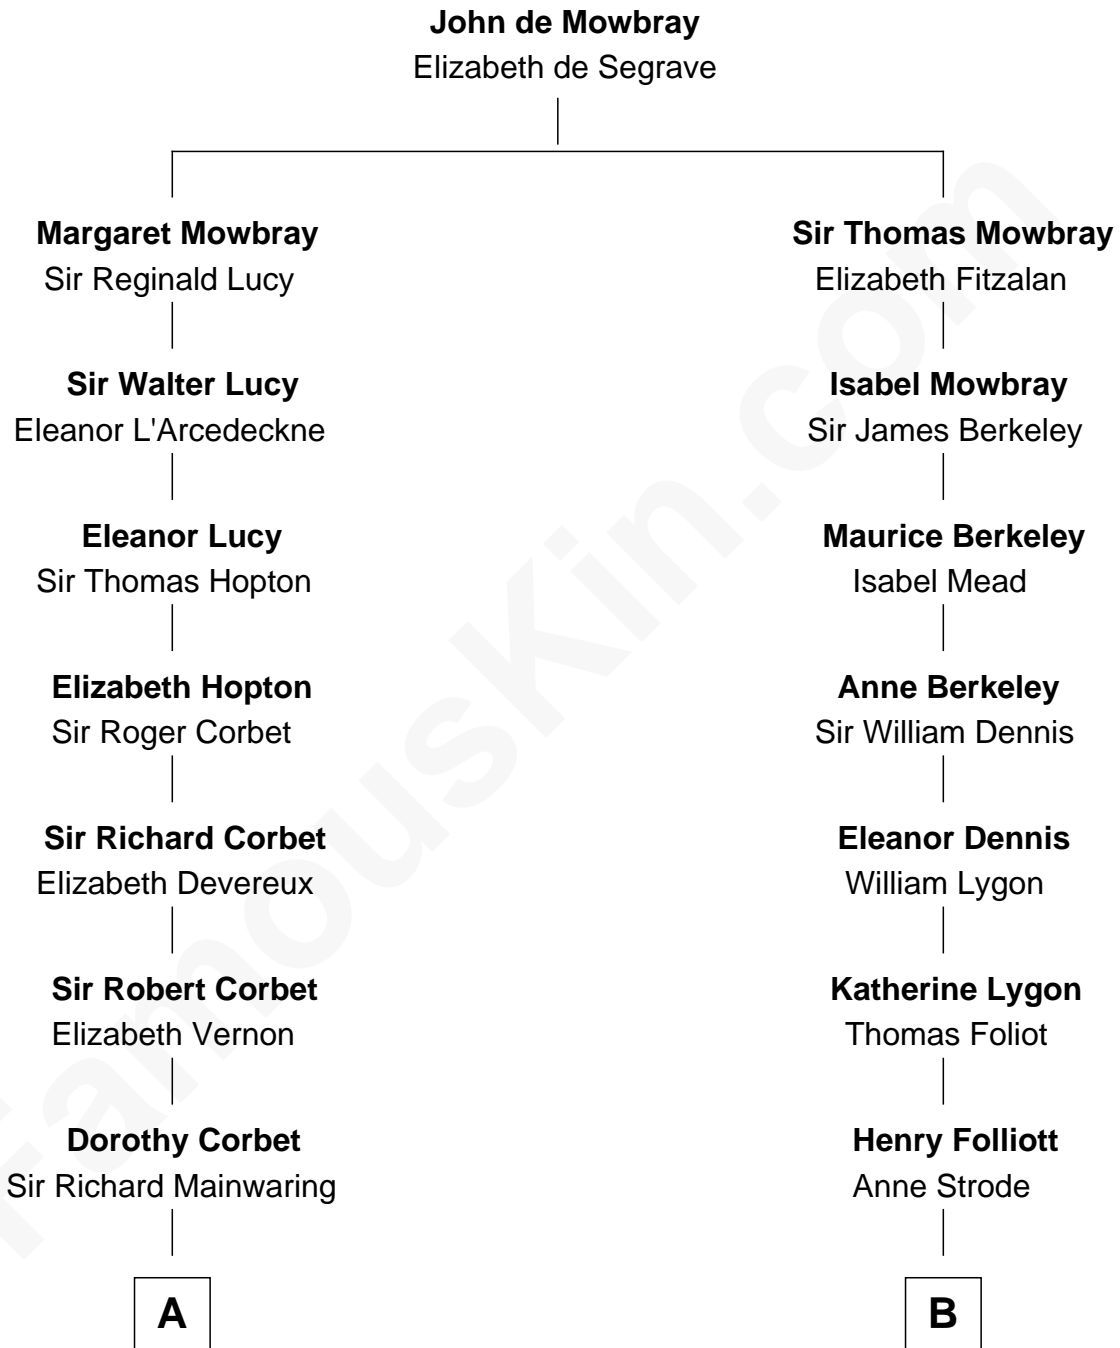 John de Mowbray
Elizabeth de Segrave
Margaret Mowbray
Sir Reginald Lucy
Sir Thomas Mowbray
Elizabeth Fitzalan
Sir Walter Lucy
Eleanor L'Arcedeckne
Isabel Mowbray
Sir James Berkeley
Eleanor Lucy
Sir Thomas Hopton
Maurice Berkeley
Isabel Mead
Elizabeth Hopton
Sir Roger Corbet
Anne Berkeley
Sir William Dennis
Sir Richard Corbet
Elizabeth Devereux
Eleanor Dennis
William Lygon
Sir Robert Corbet
Elizabeth Vernon
Katherine Lygon
Thomas Foliot
Dorothy Corbet
Sir Richard Mainwaring
Henry Folliott
Anne Strode
A
B
FamousKin.com